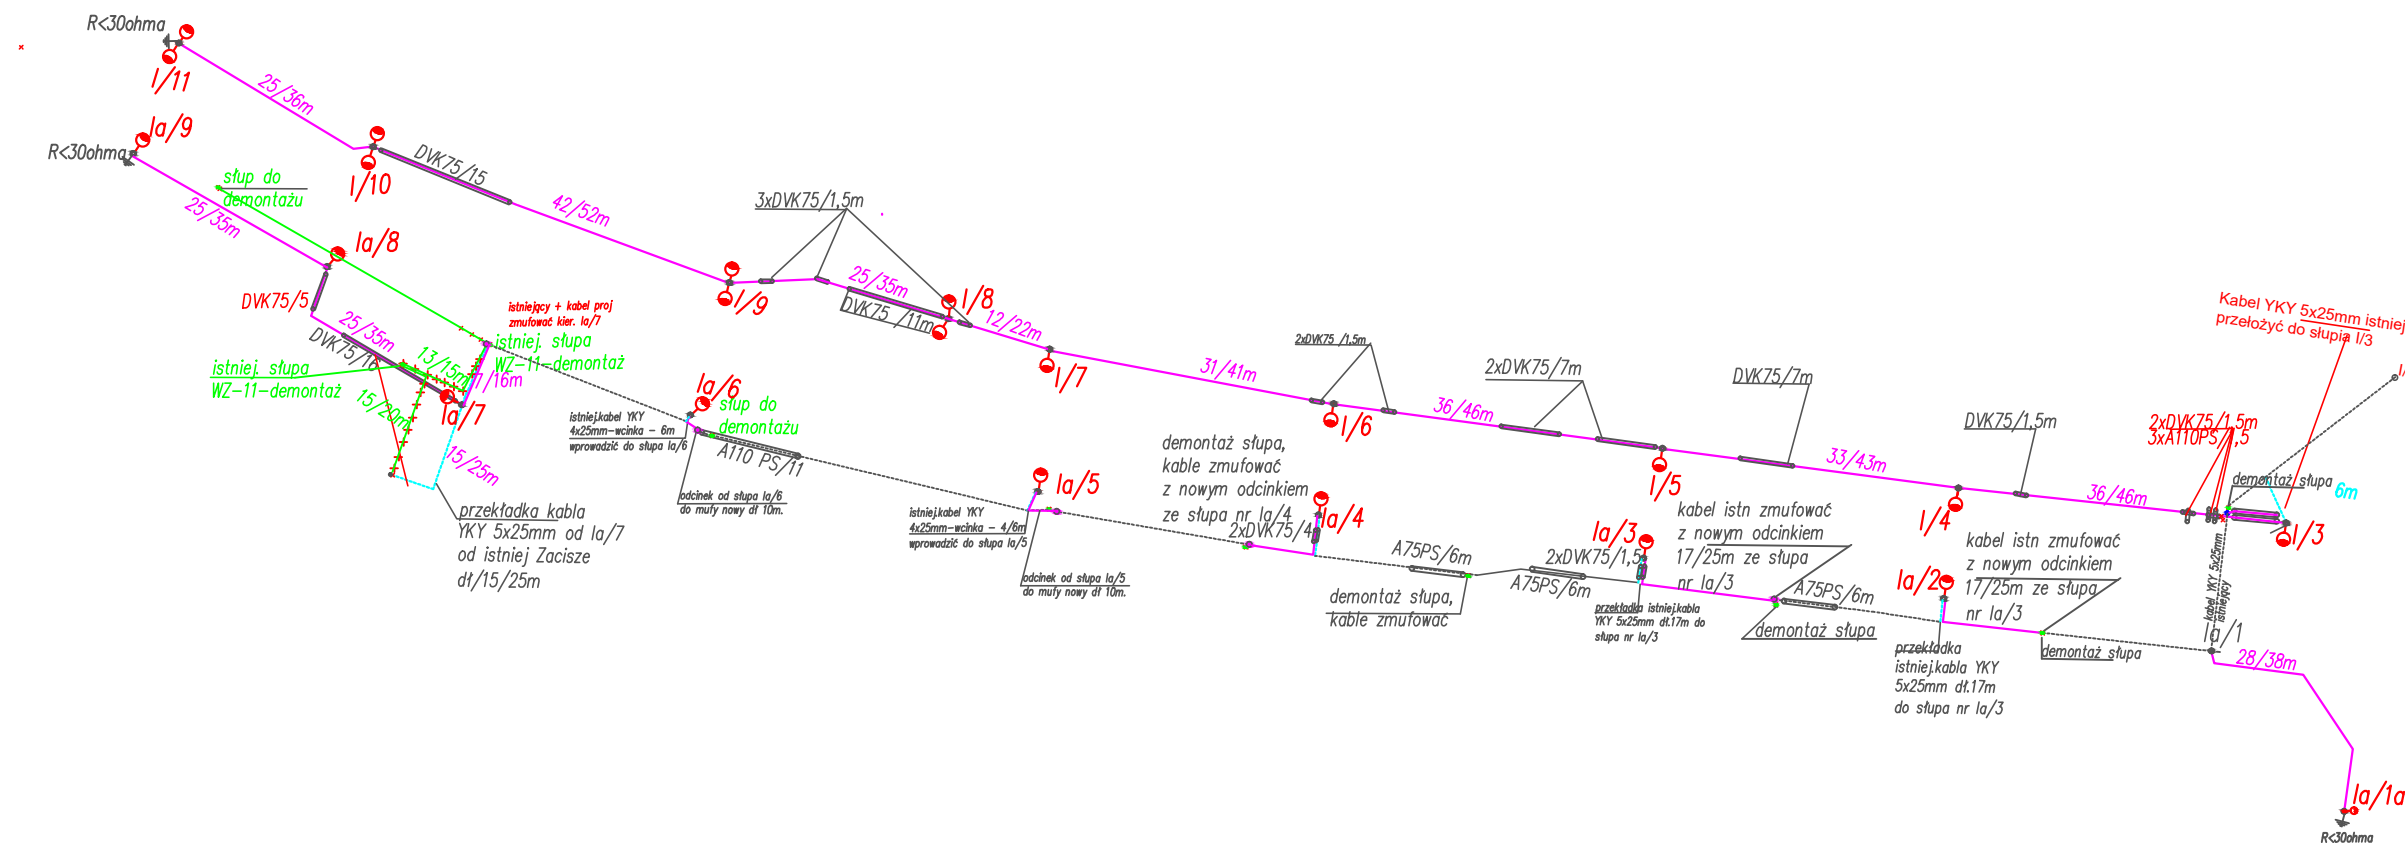 R<30ohma
I/11
25/36m
Ia/9
R<30ohma
słup do
demontażu
25/35m
I/10
DVK75/15
42/52m
3xDVK75/1,5m
Ia/8
DVK75/5
25/35m
DVK75/16
istniejący + kabel proj
zmufować kier. Ia/7
istniej. słupa
WZ-11-demontaż
istniej. słupa
WZ-11-demontaż
13/15m
7/16m
15/20m
Ia/7
15/25m
przekładka kabla
YKY 5x25mm od Ia/7
od istniej Zacisze
dł/15/25m
I/9
25/35m
DVK75 /11m
I/8
12/22m
I/7
31/41m
2xDVK75 /1,5m
I/6
36/46m
2xDVK75/7m
I/5
DVK75/7m
33/43m
I/4
DVK75/1,5m
36/46m
Kabel YKY 5x25mm istniej
przełożyć do słupia I/3
2xDVK75/1,5m
3xA110PS/1,5
demontaż słupa
6m
I/3
kabel YKY 5x25mm
istniejący
Ia/6
słup do
demontażu
istniej.kabel YKY
4x25mm-wcinka - 6m
wprowadzić do słupa Ia/6
A110 PS/11
odcinek od słupa Ia/6
do mufy nowy dł 10m.
Ia/5
istniej.kabel YKY
4x25mm-wcinka - 4/6m
wprowadzić do słupa Ia/5
odcinek od słupa Ia/5
do mufy nowy dł 10m.
demontaż słupa,
kable zmufować
z nowym odcinkiem
ze słupa nr Ia/4
2xDVK75/4
Ia/4
A75PS/6m
demontaż słupa,
kable zmufować
2xDVK75/1,5
A75PS/6m
Ia/3
przekładka istniej.kabla
YKY 5x25mm dł.17m do
słupa nr Ia/3
kabel istn zmufować
z nowym odcinkiem
17/25m ze słupa
nr Ia/3
A75PS/6m
demontaż słupa
Ia/2
przekładka
istniej.kabla YKY
5x25mm dł.17m
do słupa nr Ia/3
kabel istn zmufować
z nowym odcinkiem
17/25m ze słupa
nr Ia/3
demontaż słupa
Ia/1
28/38m
Ia/1a
R<30ohma